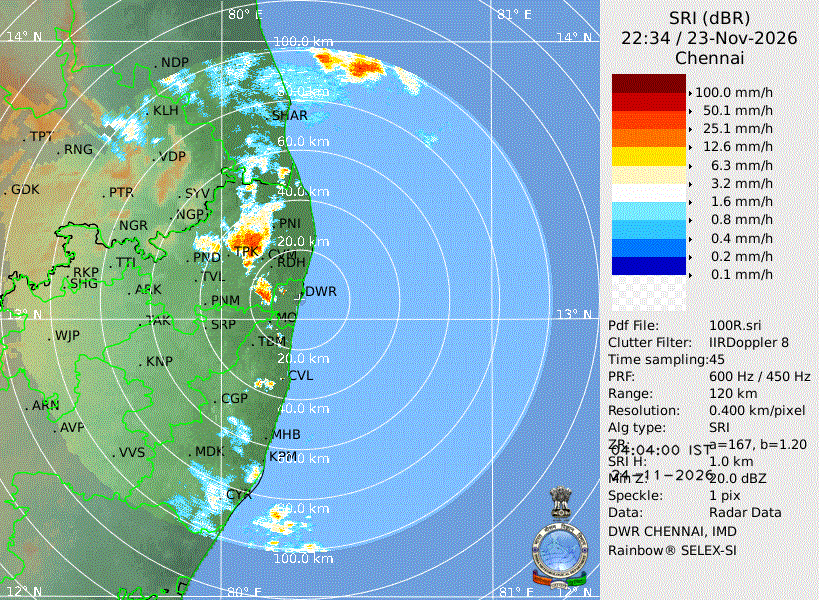 80° E
81° E
14° N
14° N
100.0 km
NDP
80.0 km
KLH
SHAR
TPT
60.0 km
RNG
VDP
GDK
PTR
SYV
40.0 km
NGP
PNI
NGR
20.0 km
TPK
PND
RDH
TTI
RKP
TVL
SHG
ARK
DWR
PNM
13° N
13° N
TAK
SRP
WJP
TBM
20.0 km
KNP
CVL
CGP
ARN
40.0 km
AVP
MHB
VVS
MDK
KPM
60.0 km
CYR
80.0 km
100.0 km
12° N
80° E
81° E
12° N
SRI (dBR)
22:34 / 23-Nov-2026
Chennai
100.0 mm/h
50.1 mm/h
25.1 mm/h
12.6 mm/h
6.3 mm/h
3.2 mm/h
1.6 mm/h
0.8 mm/h
0.4 mm/h
0.2 mm/h
0.1 mm/h
Pdf File: 100R.sri
Clutter Filter: IIRDoppler 8
Time sampling:45
PRF: 600 Hz / 450 Hz
Range: 120 km
Resolution: 0.400 km/pixel
Alg type: SRI
ZR: a=167, b=1.20
04:04:00 IST
SRI H: 1.0 km
24-11-2026
Min Z: 20.0 dBZ
Speckle: 1 pix
Data: Radar Data
DWR CHENNAI, IMD
Rainbow® SELEX-SI